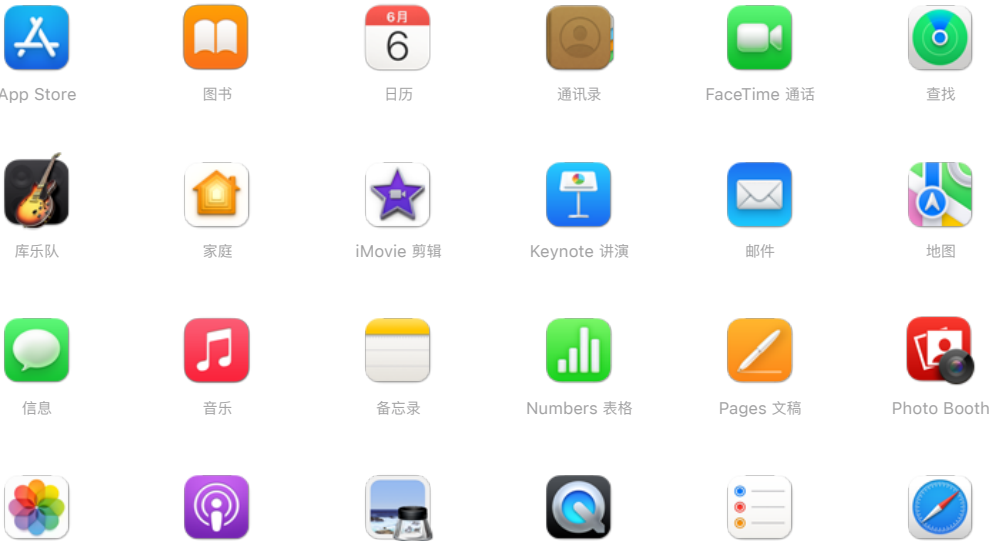 6月
6
App Store
图书
日历
通讯录
FaceTime 通话
查找
库乐队
家庭
iMovie 剪辑
Keynote 讲演
邮件
地图
信息
音乐
备忘录
Numbers 表格
Pages 文稿
Photo Booth